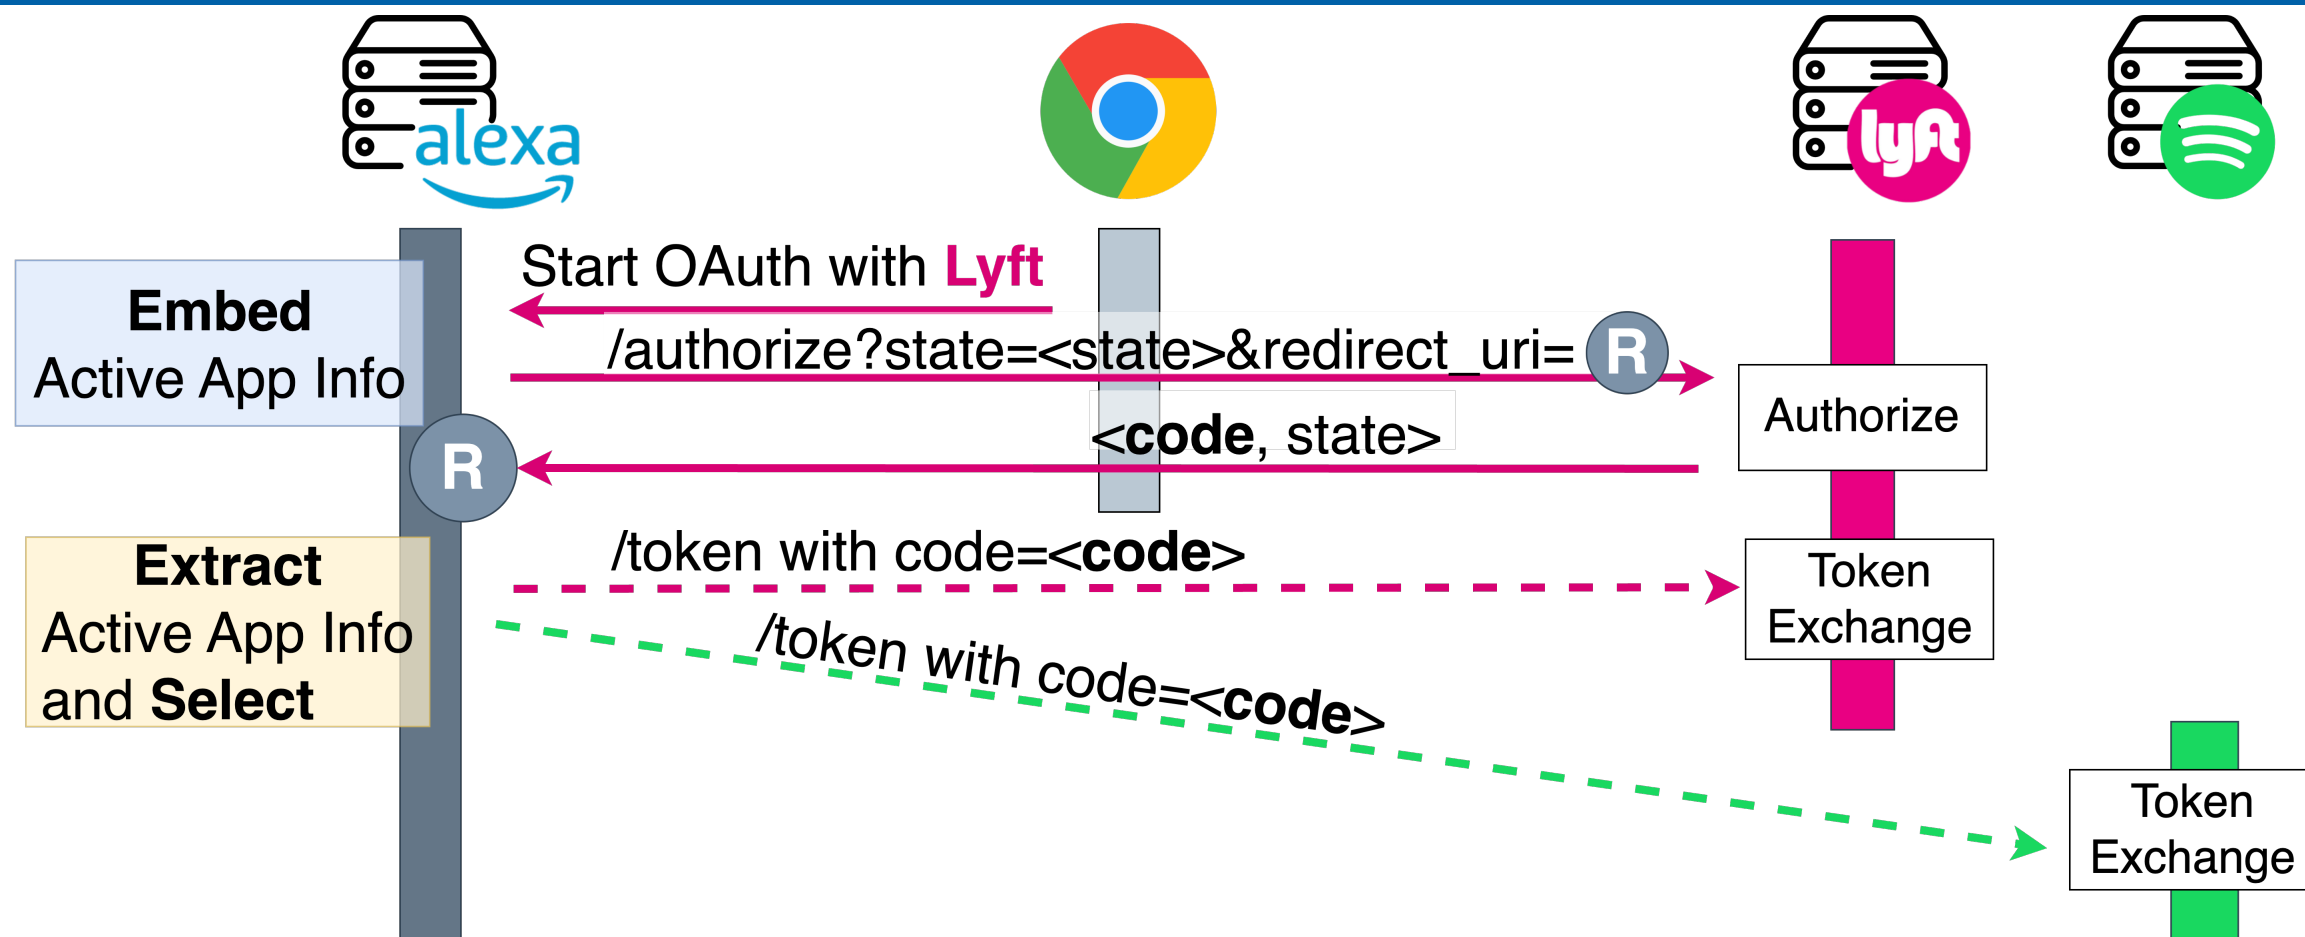 alexa
lyft
Start OAuth with Lyft
Embed
Active App Info
/authorize?state=<state>&redirect_uri=
R
Authorize
<code, state>
R
Extract
Active App Info
and Select
/token with code=<code>
Token
Exchange
/token with code=<code>
Token
Exchange